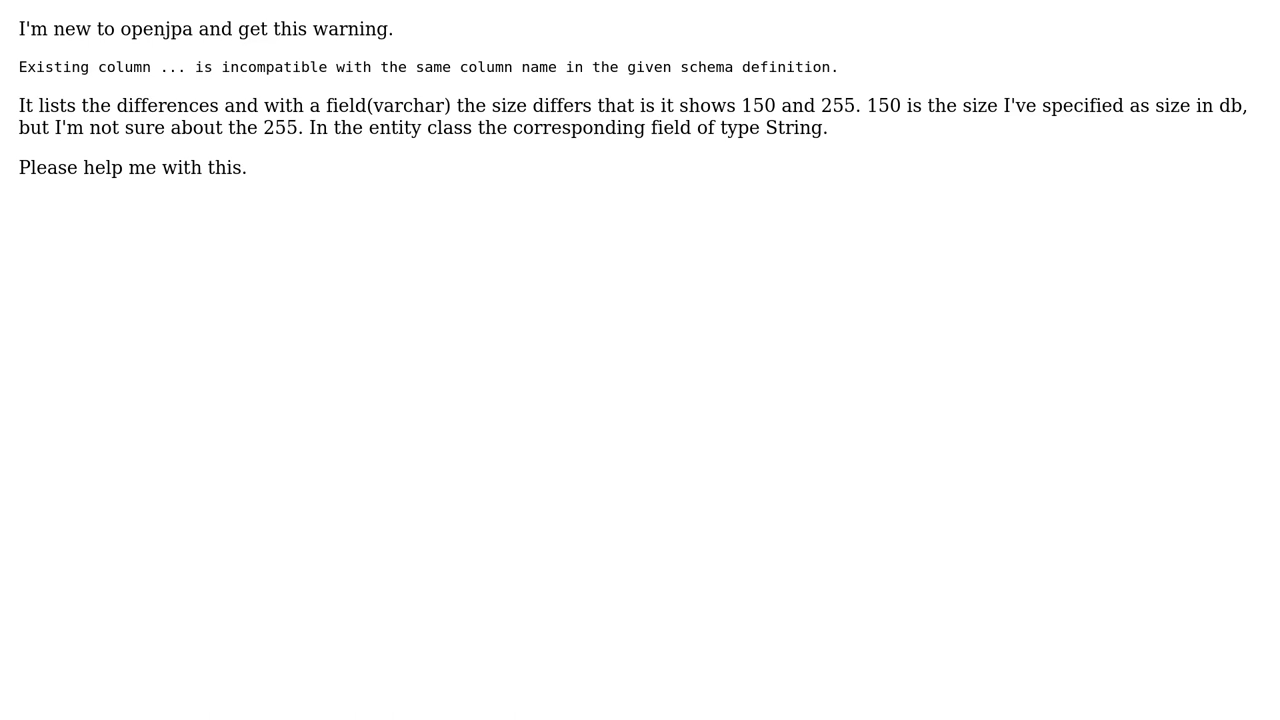 I'm new to openjpa and get this warning.
Existing column ... is incompatible with the same column name in the given schema definition.
It lists the differences and with a field(varchar) the size differs that is it shows 150 and 255. 150 is the size I've specified as size in db,
but I'm not sure about the 255. In the entity class the corresponding field of type String.
Please help me with this.